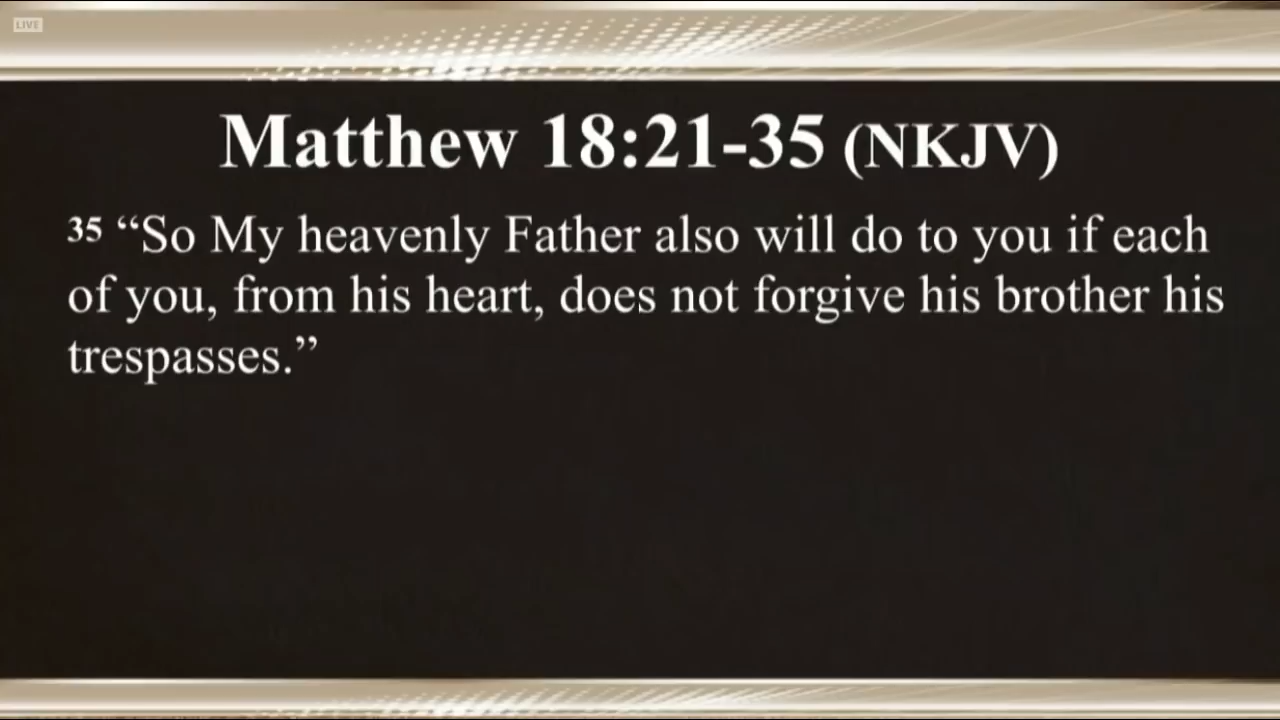 LIVE
Matthew 18:21-35 (NKJV)
35 “So My heavenly Father also will do to you if each
of you, from his heart, does not forgive his brother his
trespasses.”